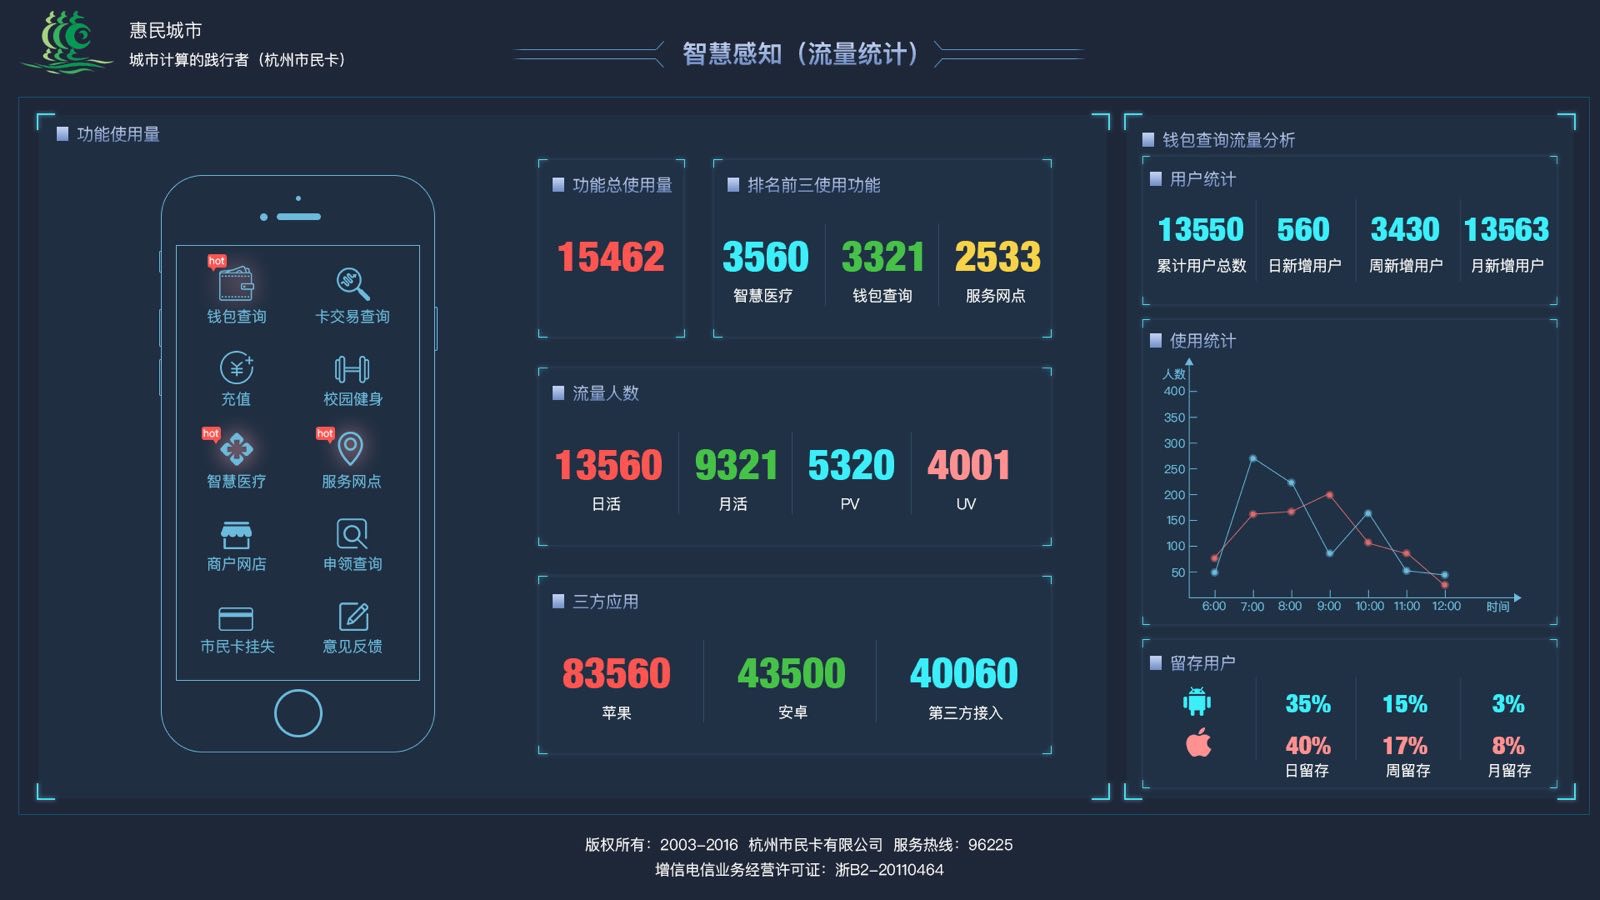 惠民城市
城市计算的践行者（杭州市民卡）
智慧感知（流量统计）
功能使用量
hot
钱包查询
卡交易查询
充值
校园健身
hot
智慧医疗
hot
服务网点
商户网店
申领查询
市民卡挂失
意见反馈
功能总使用量
15462
排名前三使用功能
3560
3321
2533
智慧医疗
钱包查询
服务网点
流量人数
13560
9321
5320
4001
日活
月活
PV
UV
三方应用
83560
43500
40060
苹果
安卓
第三方接入
钱包查询流量分析
用户统计
13550
560
3430
13563
累计用户总数
日新增用户
周新增用户
月新增用户
使用统计
人数
400
350
300
250
200
150
100
50
6:00
7:00
8:00
9:00
10:00
11:00
12:00
时间
留存用户
35%
15%
3%
40%
17%
8%
日留存
周留存
月留存
版权所有：2003-2016 杭州市民卡有限公司 服务热线：96225
增信电信业务经营许可证：浙B2-20110464